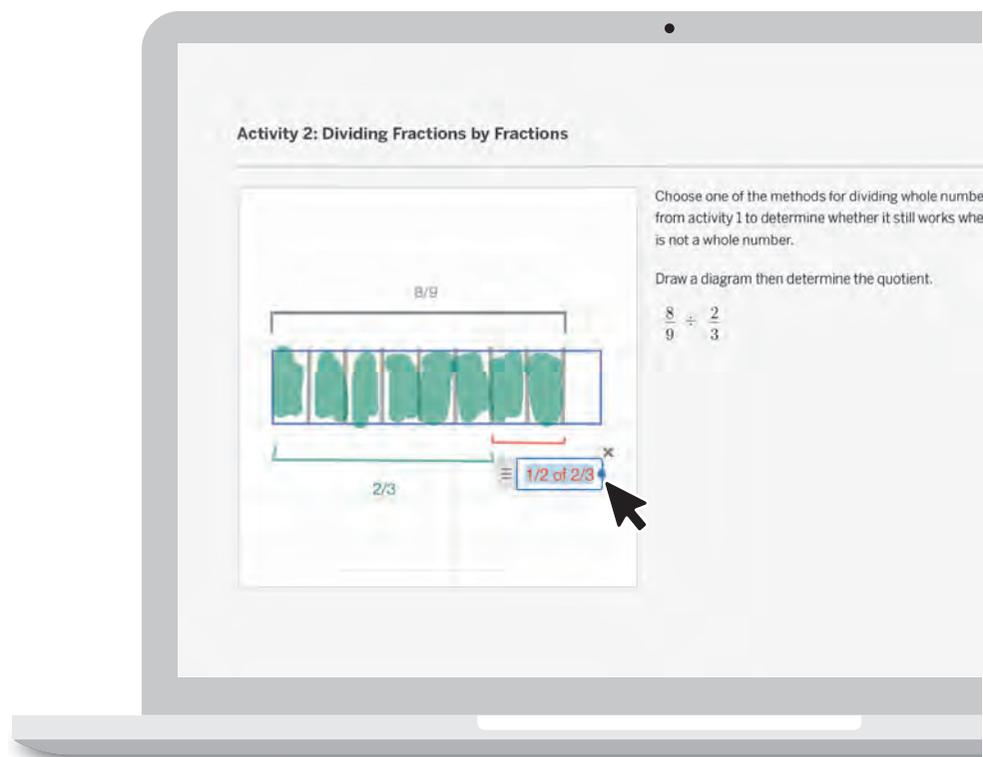 Activity 2: Dividing Fractions by Fractions
Choose one of the methods for dividing whole numbe
from activity 1 to determine whether it still works whe
is not a whole number.
Draw a diagram then determine the quotient.
8/9 ÷ 2/3
8/9
2/3
1/2 of 2/3